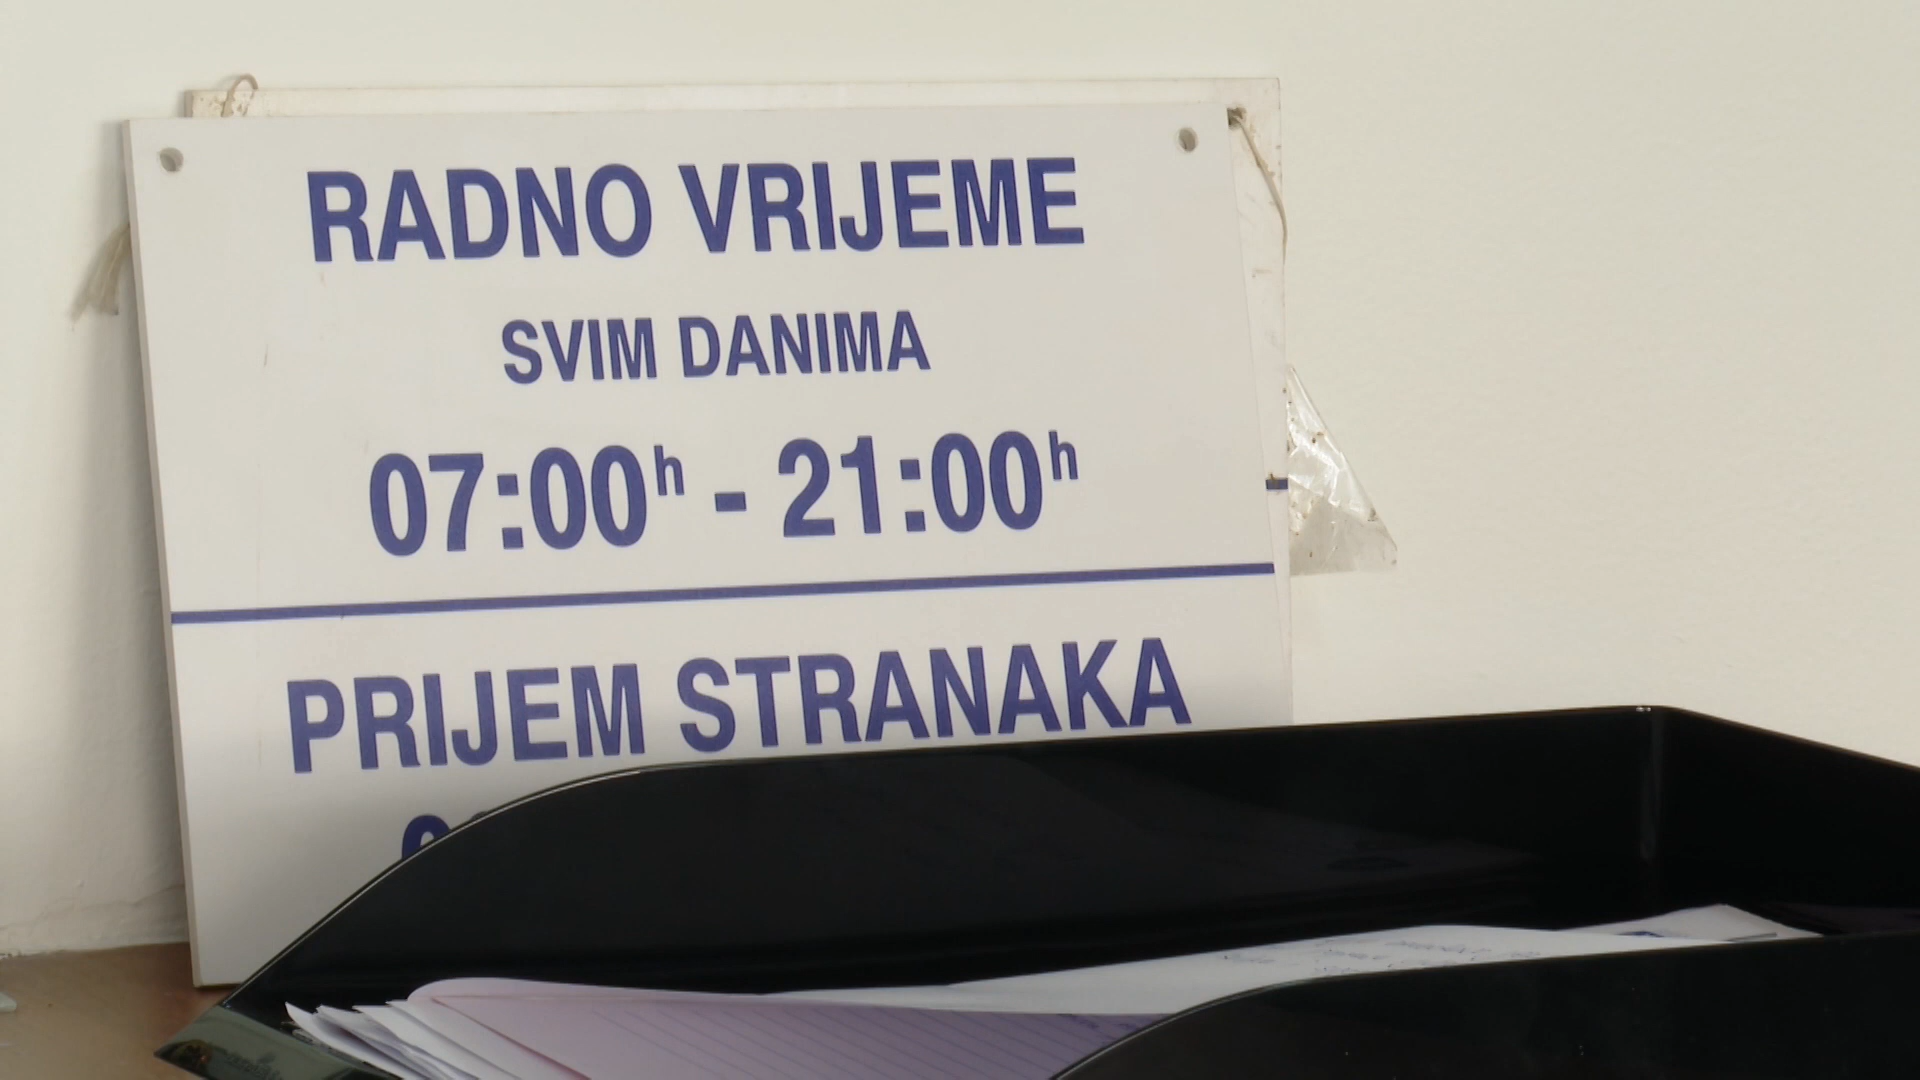 RADNO VRIJEME
SVIM DANIMA
07:00h - 21:00h
PRIJEM STRANAKA